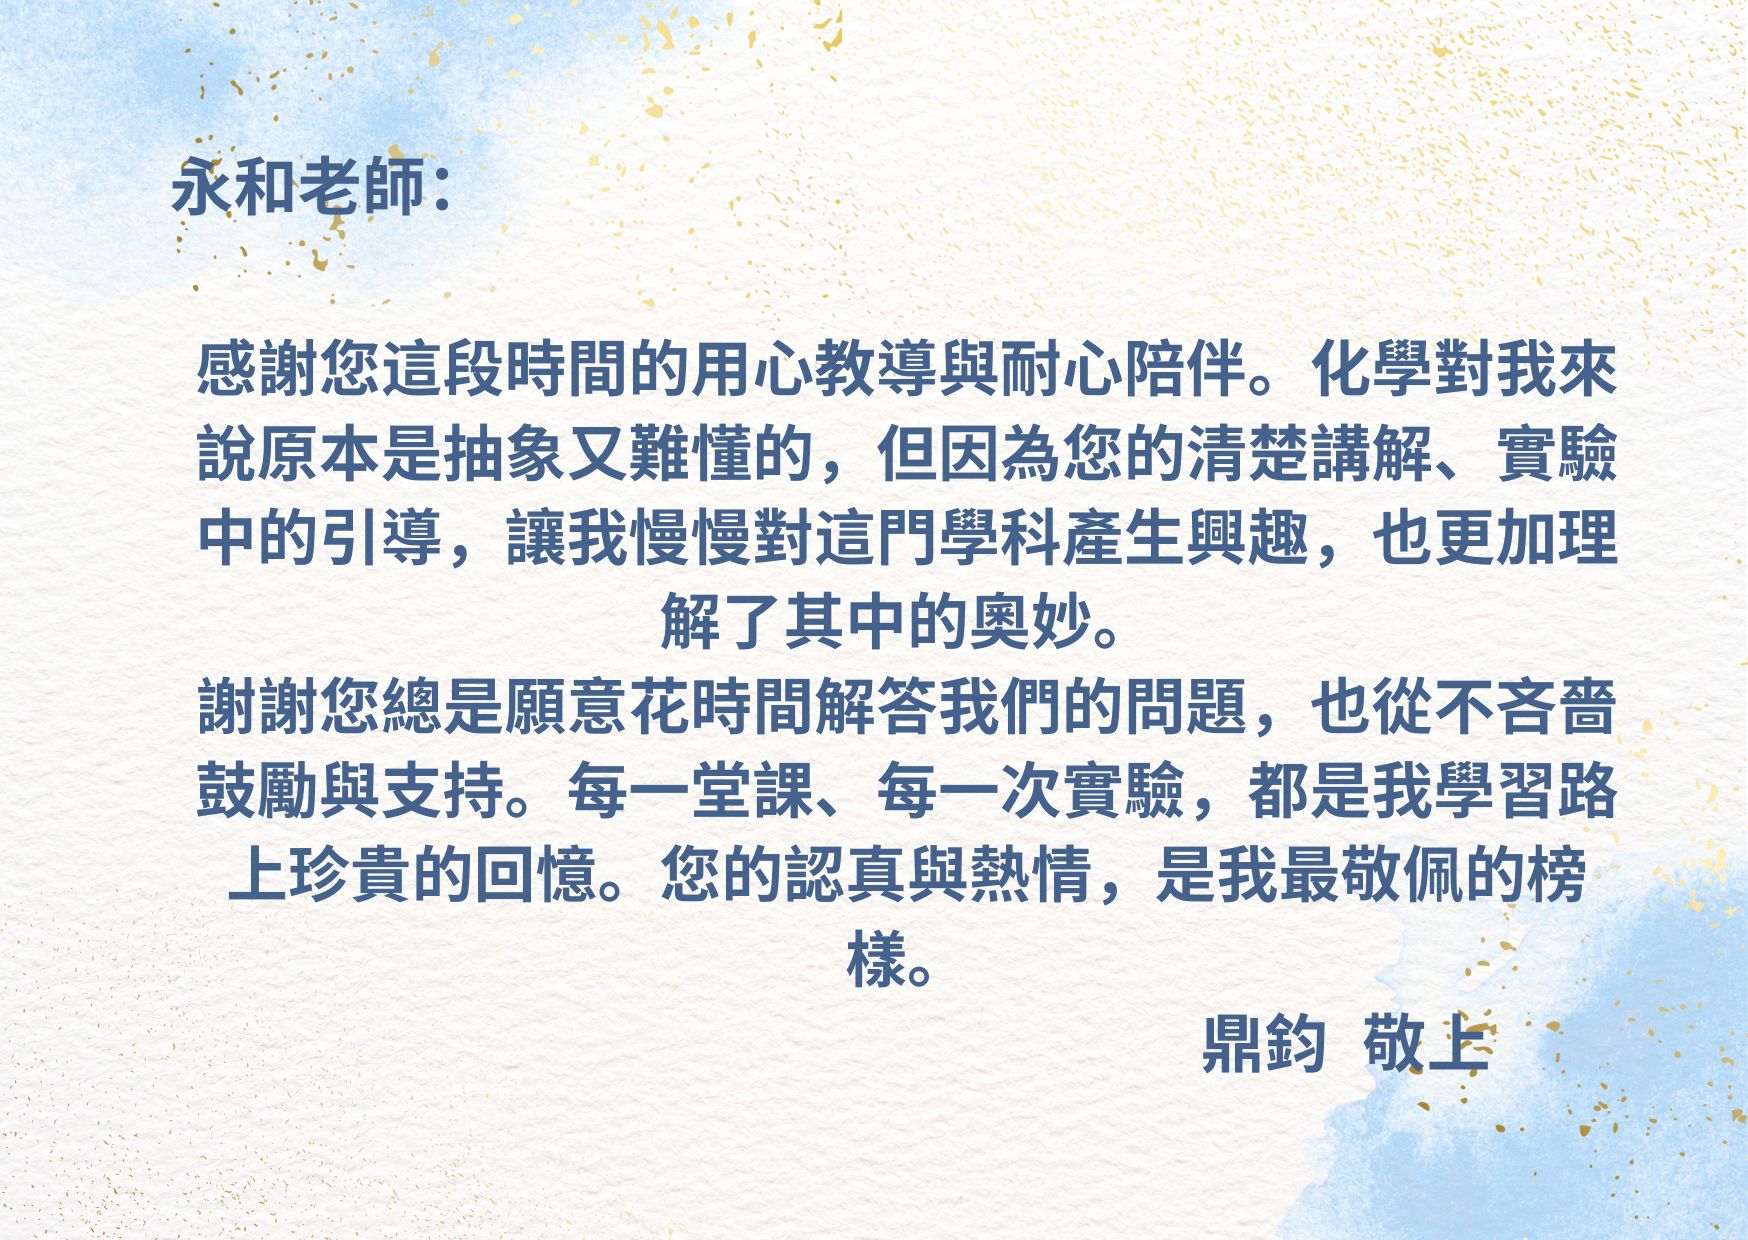 永和老師：
感謝您這段時間的用心教導與耐心陪伴。化學對我來
說原本是抽象又難懂的，但因為您的清楚講解、實驗
中的引導，讓我慢慢對這門學科產生興趣，也更加理
解了其中的奧妙。
謝謝您總是願意花時間解答我們的問題，也從不吝嗇
鼓勵與支持。每一堂課、每一次實驗，都是我學習路
上珍貴的回憶。您的認真與熱情，是我最敬佩的榜
樣。
鼎鈞 敬上